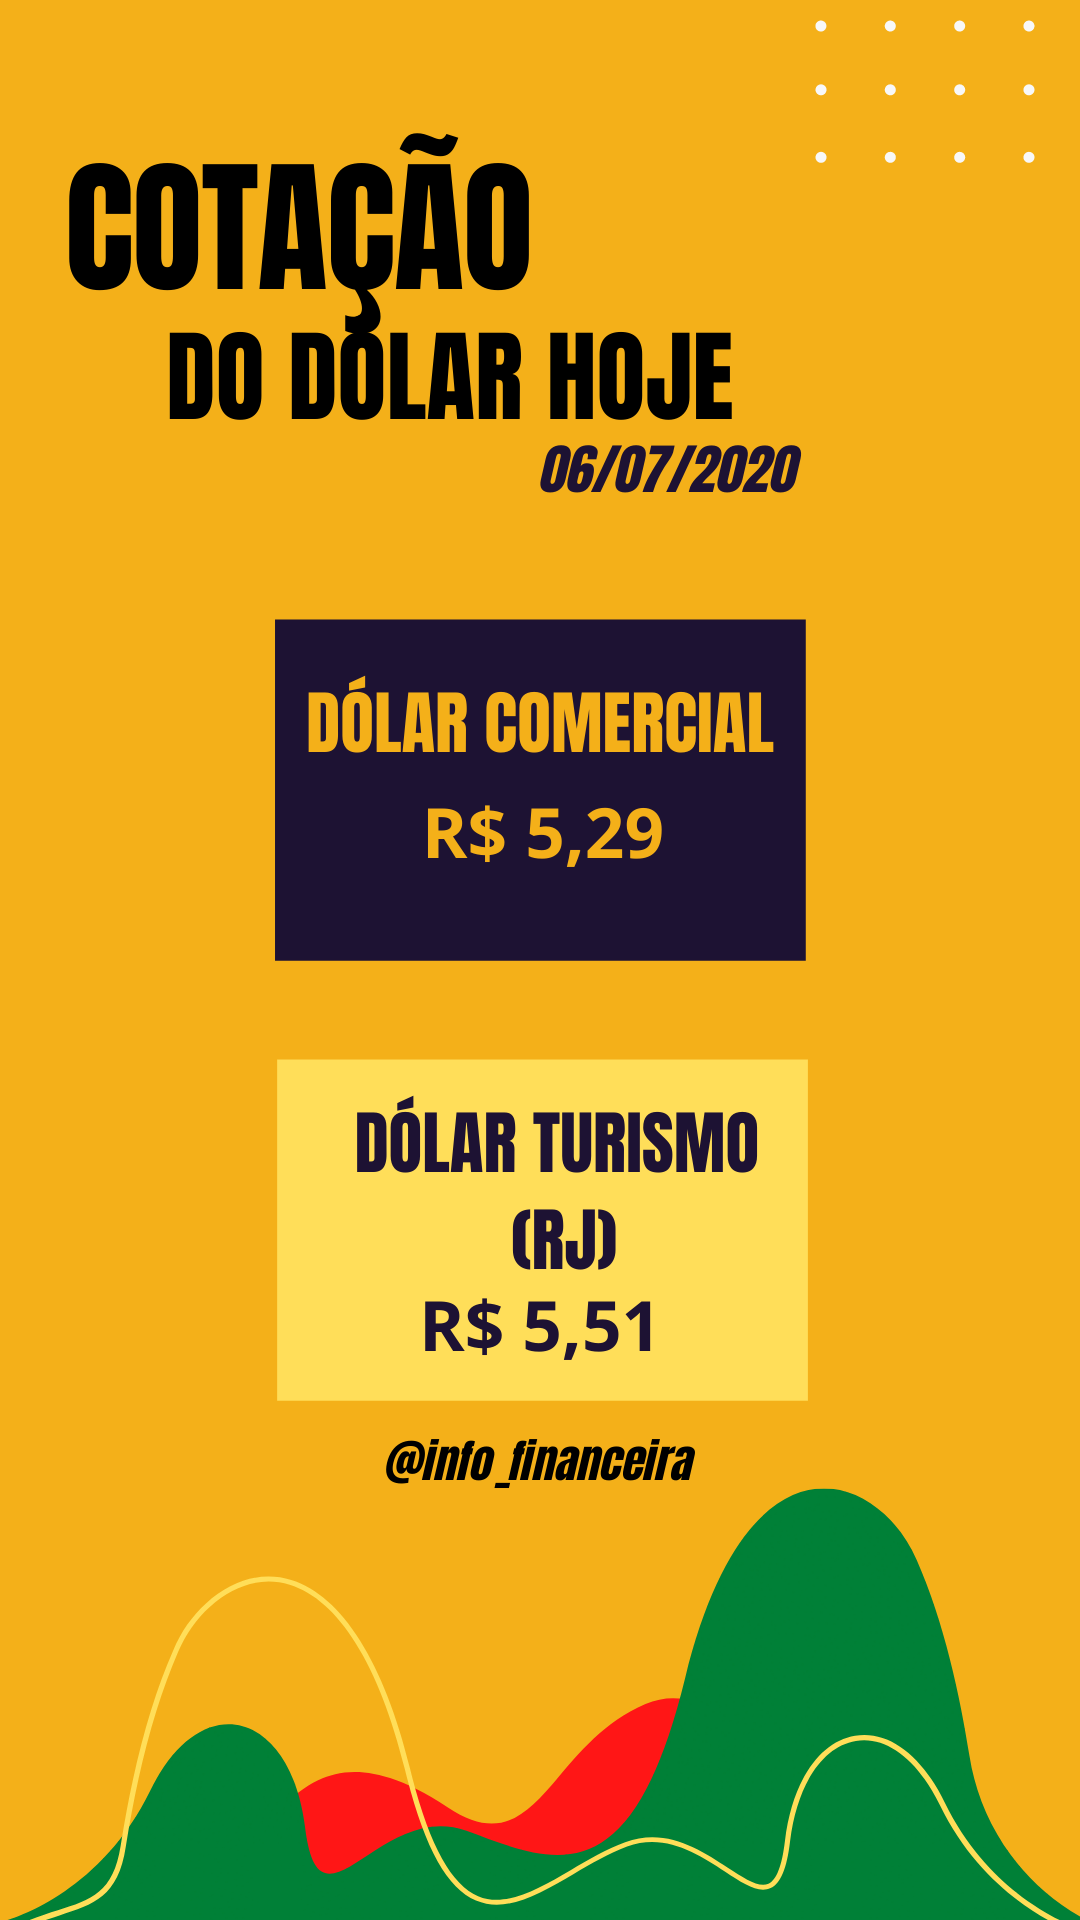 COTAÇÃO
DO DÓLAR HOJE
06/07/2020
DÓLAR COMERCIAL
R$ 5,29
DÓLAR TURISMO
(RJ)
R$ 5,51
@info_financeira